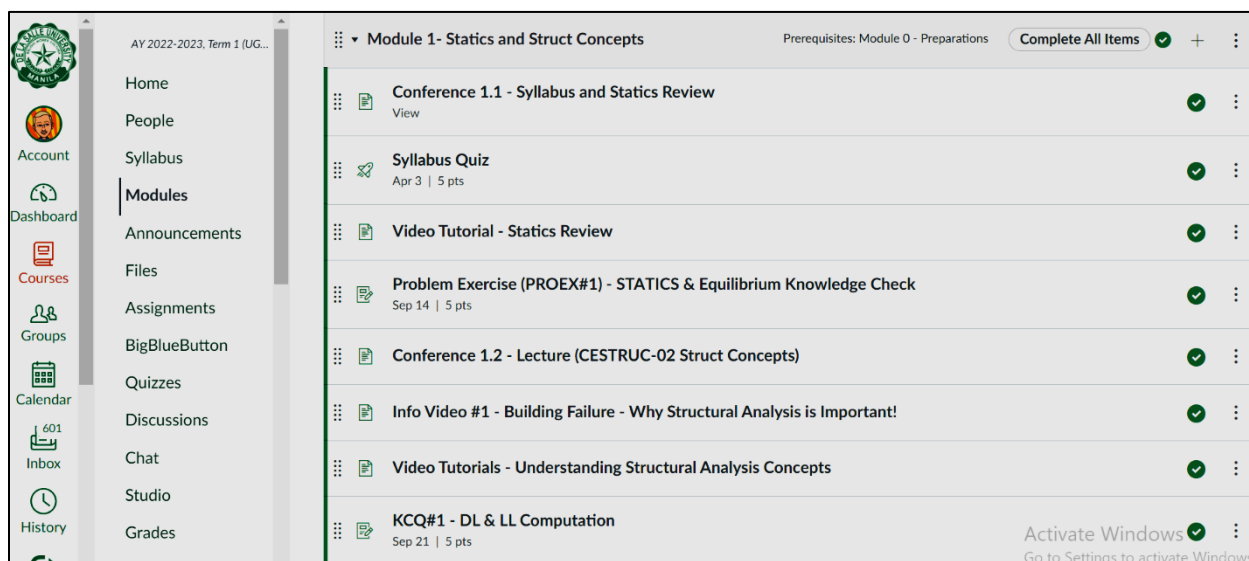 DE LA SALLE UNIVERSITY
MANILA
Account
Dashboard
Courses
Groups
Calendar
601
Inbox
History
AY 2022-2023, Term 1 (UG...
Home
People
Syllabus
Modules
Announcements
Files
Assignments
BigBlueButton
Quizzes
Discussions
Chat
Studio
Grades
Module 1- Statics and Struct Concepts
Prerequisites: Module 0 - Preparations
Complete All Items
Conference 1.1 - Syllabus and Statics Review
View
Syllabus Quiz
Apr 3 | 5 pts
Video Tutorial - Statics Review
Problem Exercise (PROEX#1) - STATICS & Equilibrium Knowledge Check
Sep 14 | 5 pts
Conference 1.2 - Lecture (CESTRUC-02 Struct Concepts)
Info Video #1 - Building Failure - Why Structural Analysis is Important!
Video Tutorials - Understanding Structural Analysis Concepts
KCQ#1 - DL & LL Computation
Sep 21 | 5 pts
Activate Windows
Go to Settings to activate Windows